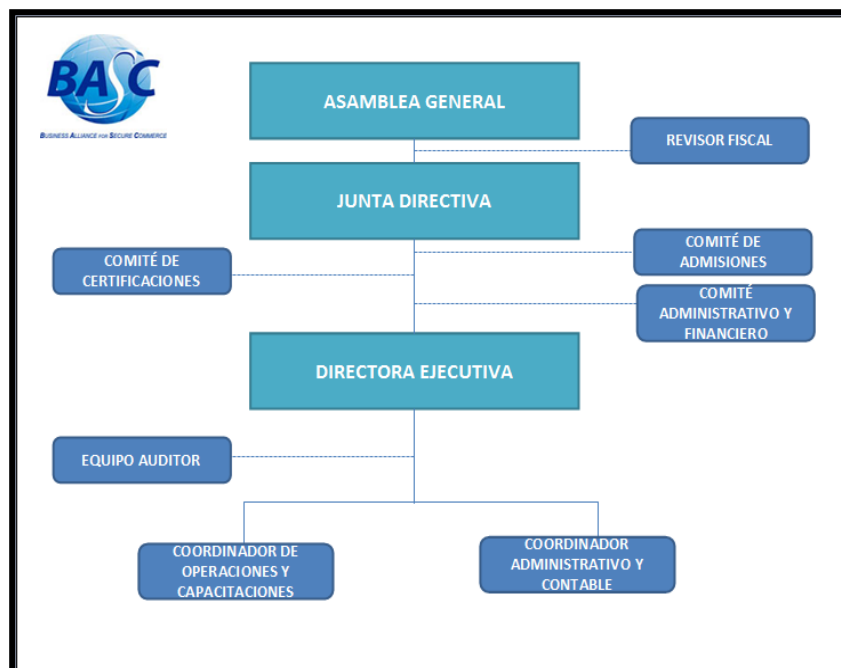 BASC
BUSINESS ALLIANCE FOR SECURE COMMERCE
ASAMBLEA GENERAL
REVISOR FISCAL
JUNTA DIRECTIVA
COMITÉ DE
CERTIFICACIONES
COMITÉ DE
ADMISIONES
COMITÉ
ADMINISTRATIVO Y
FINANCIERO
DIRECTORA EJECUTIVA
EQUIPO AUDITOR
COORDINADOR DE
OPERACIONES Y
CAPACITACIONES
COORDINADOR
ADMINISTRATIVO Y
CONTABLE